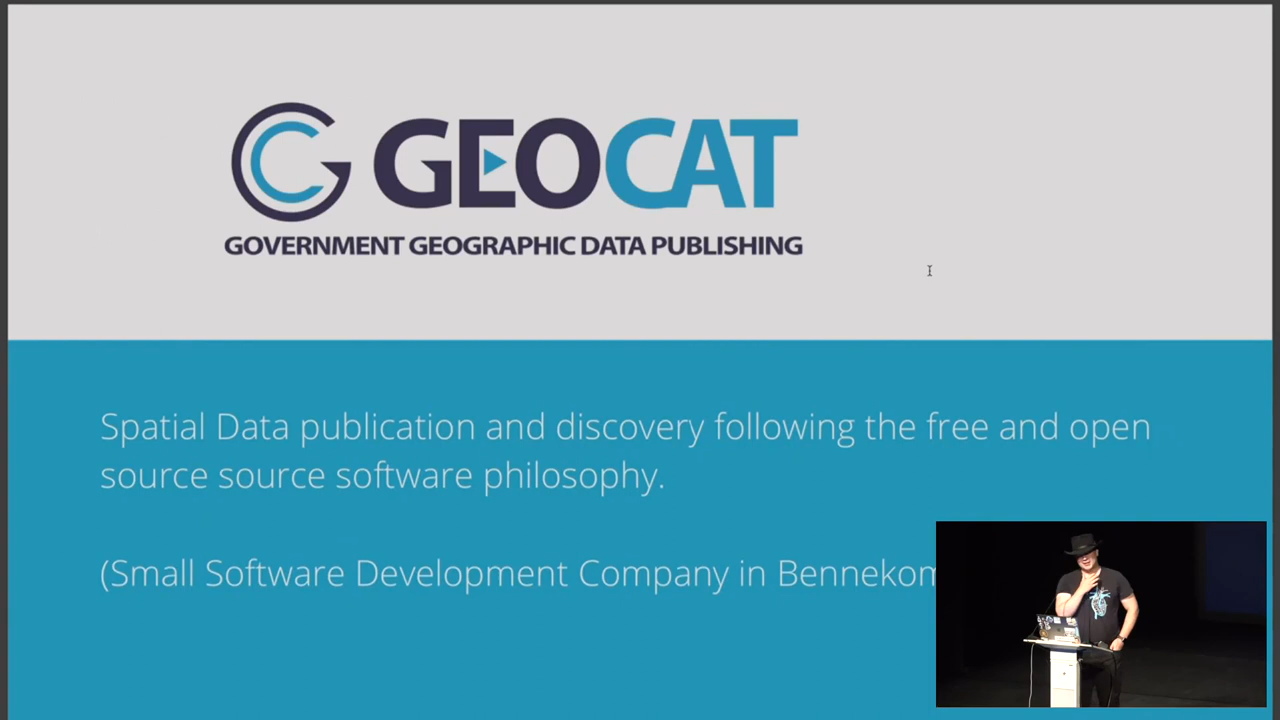 GEOCAT
GOVERNMENT GEOGRAPHIC DATA PUBLISHING
Spatial Data publication and discovery following the free and open
source source software philosophy.
(Small Software Development Company in Bennekom